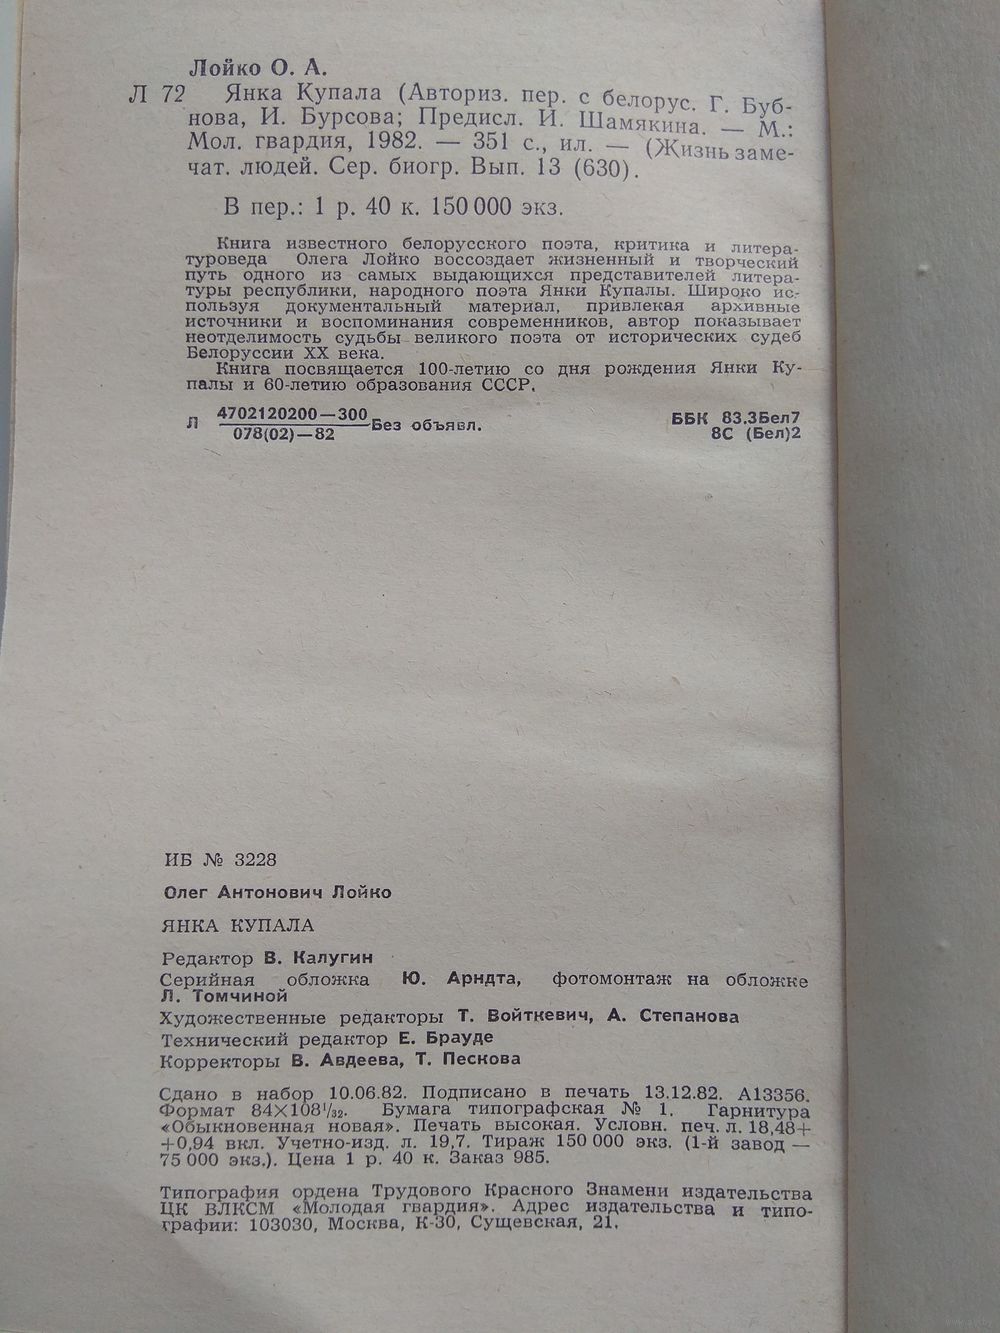 Лойко О. А.
Л 72 Янка Купала (Авториз. пер. с белорус. Г. Буб-
нова, И. Бурсова; Предисл. И. Шамякина. — М.:
Мол. гвардия, 1982. — 351 с., ил. — (Жизнь заме-
чат. людей. Сер. биогр. Вып. 13 (630).
В пер.: 1 р. 40 к. 150 000 экз.
Книга известного белорусского поэта, критика и литера-
туроведа Олега Лойко воссоздает жизненный и творческий
путь одного из самых выдающихся представителей литера-
туры республики, народного поэта Янки Купалы. Широко ис-
пользуя документальный материал, привлекая архивные
источники и воспоминания современников, автор показывает
неотделимость судьбы великого поэта от исторических судеб
Белоруссии XX века.
Книга посвящается 100-летию со дня рождения Янки Ку-
палы и 60-летию образования СССР.
Л 4702120200—300
078(02)—82 Без объявл.
ББК 83.3Бел7
8С (Бел)2
ИБ № 3228
Олег Антонович Лойко
ЯНКА КУПАЛА
Редактор В. Калугин
Серийная обложка Ю. Арндта, фотомонтаж на обложке
Л. Томчиной
Художественные редакторы Т. Войткевич, А. Степанова
Технический редактор Е. Брауде
Корректоры В. Авдеева, Т. Пескова
Сдано в набор 10.06.82. Подписано в печать 13.12.82. А13356.
Формат 84×108¹/₃₂. Бумага типографская № 1. Гарнитура
«Обыкновенная новая». Печать высокая. Условн. печ. л. 18,48+
+0,94 вкл. Учетно-изд. л. 19,7. Тираж 150 000 экз. (1-й завод —
75 000 экз.). Цена 1 р. 40 к. Заказ 985.
Типография ордена Трудового Красного Знамени издательства
ЦК ВЛКСМ «Молодая гвардия». Адрес издательства и типо-
графии: 103030, Москва, К-30, Сущевская, 21.